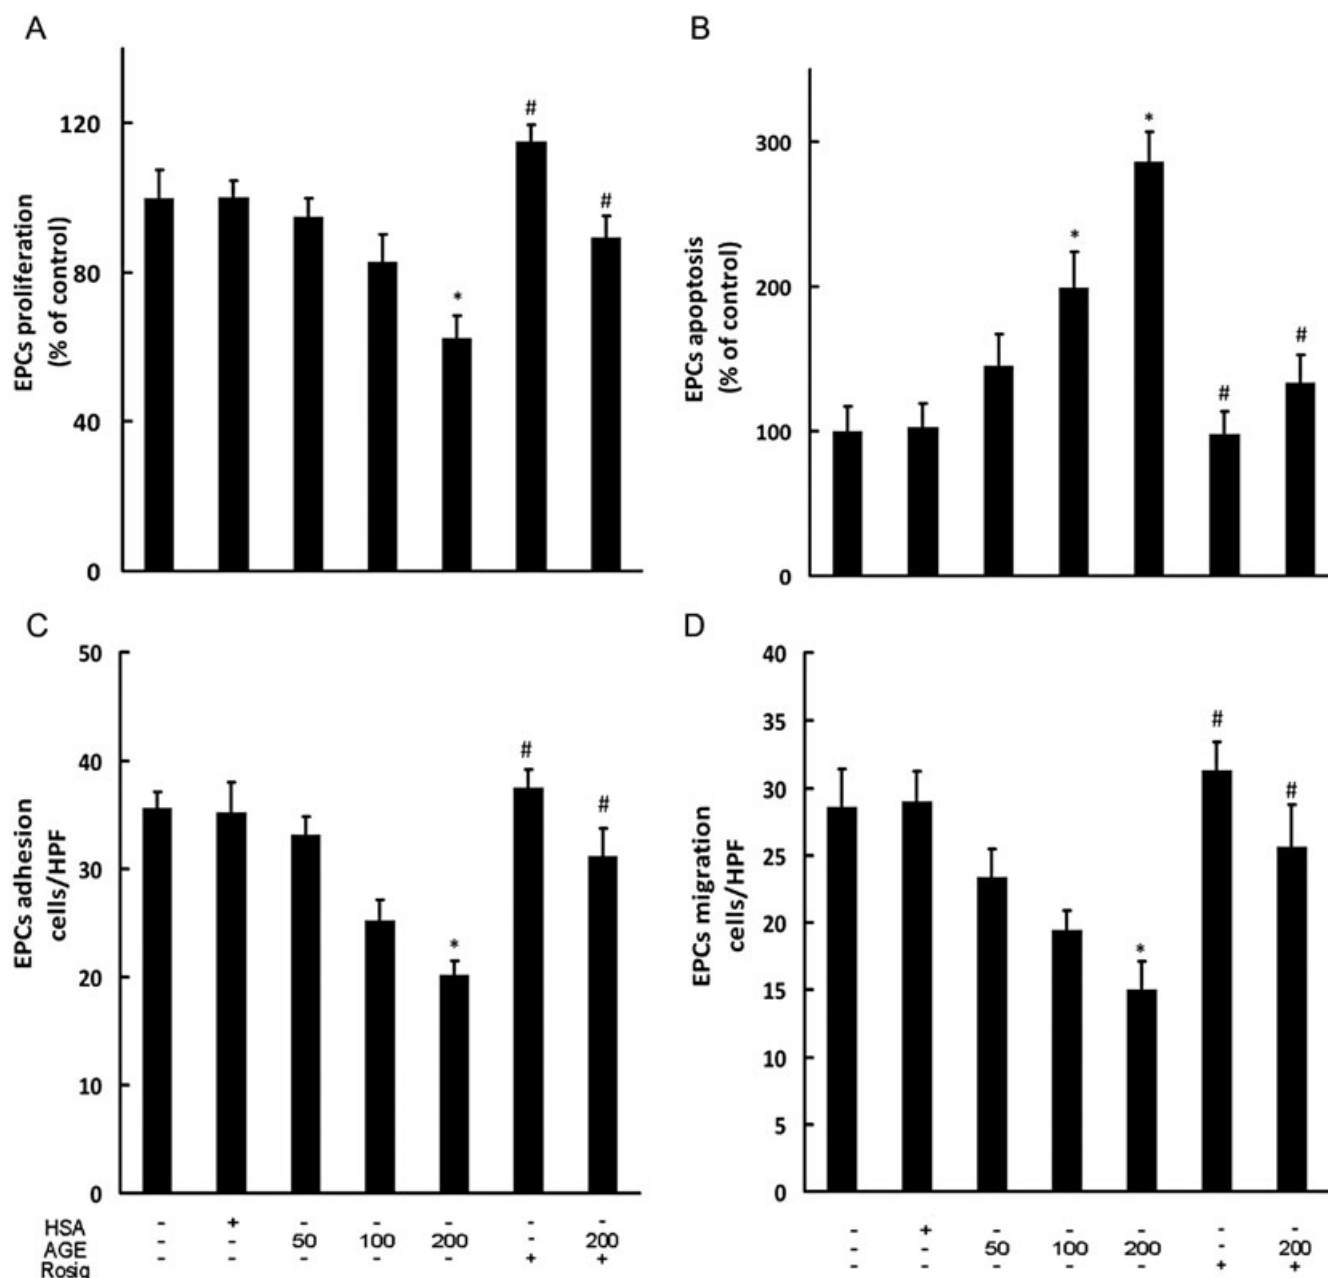 A
EPCs proliferation
(% of control)
120
80
40
0
*
#
#
B
EPCs apoptosis
(% of control)
300
200
100
0
*
*
#
#
C
EPCs adhesion
cells/HPF
50
40
30
20
10
0
*
#
#
D
EPCs migration
cells/HPF
40
35
30
25
20
15
10
5
0
*
#
#
HSA - + - - - - -
AGE - - 50 100 200 - 200
Rosig - - - - - + +
- + - - - - -
- - 50 100 200 - 200
- - - - - + +